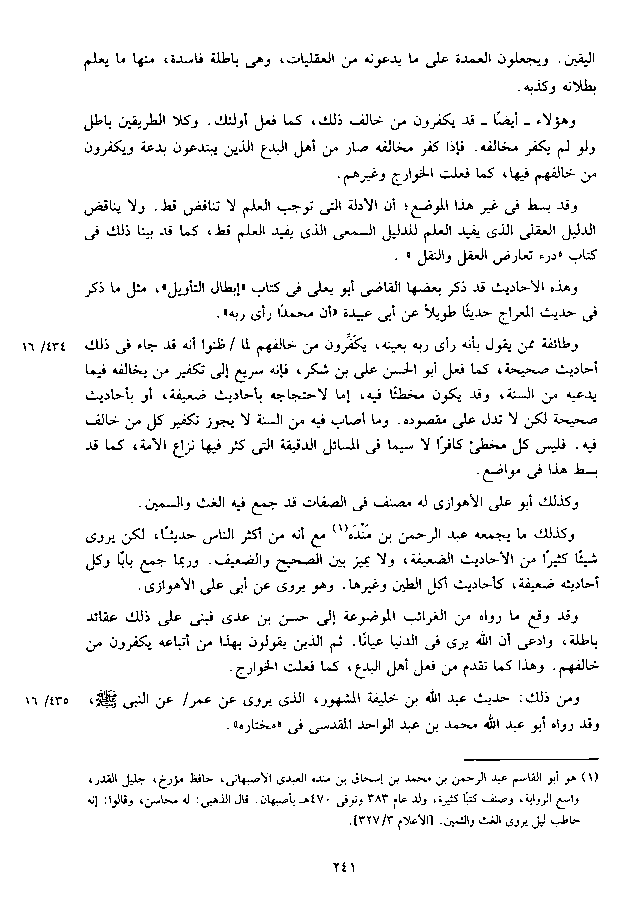 اليقين. ويجعلون العمدة على ما يدعونه من العقليات، وهى باطلة فاسدة، منها ما يعلم
بطلانه وكذبه.
وهؤلاء ـ أيضًا ـ قد يكفرون من خالف ذلك، كما فعل أولئك. وكلا الطريقين باطل
ولو لم يكفر مخالفه. فإذا كفر مخالفه صار من أهل البدع الذين يبتدعون بدعة ويكفرون
من خالفهم فيها، كما فعلت الخوارج وغيرهم.
وقد بسط فى غير هذا الموضع؛ أن الأدلة التى توجب العلم لا تتناقض قط. ولا يناقض
الدليل العقلى الذى يفيد العلم للدليل السمعى الذى يفيد العلم قط، كما قد بينا ذلك فى
كتاب «درء تعارض العقل والنقل» .
وهذه الأحاديث قد ذكر بعضها القاضى أبو يعلى فى كتاب «إبطال التأويل»، مثل ما ذكر
فى حديث المعراج حديثًا طويلاً عن أبى عبيدة «أن محمدًا رأى ربه».
وطائفة ممن يقول بأنه رأى ربه بعينه، يكفِّرون من خالفهم لما / ظنوا أنه قد جاء فى ذلك ١٦/ ٤٣٤
أحاديث صحيحة، كما فعل أبو الحسن على بن شكر، فإنه سريع إلى تكفير من يخالفه فيما
يدعيه من السنة، وقد يكون مخطئًا فيه، إما لاحتجاجه بأحاديث ضعيفة، أو بأحاديث
صحيحة لكن لا تدل على مقصوده. وما أصاب فيه من السنة لا يجوز تكفير كل من خالف
فيه. فليس كل مخطئ كافرًا لا سيما فى المسائل الدقيقة التى كثر فيها نزاع الأمة، كما قد
بسط هذا فى مواضع.
وكذلك أبو على الأهوازى له مصنف فى الصفات قد جمع فيه الغث والسمين.
وكذلك ما يجمعه عبد الرحمن بن مَنْدَه(١) مع أنه من أكثر الناس حديثًا، لكن يروى
شيئًا كثيرًا من الأحاديث الضعيفة، ولا يميز بين الصحيح والضعيف. وربما جمع بابًا وكل
أحاديثه ضعيفة، كأحاديث أكل الطين وغيرها. وهو يروى عن أبى على الأهوازى.
وقد وقع ما رواه من الغرائب الموضوعة إلى حسن بن عدى فبنى على ذلك عقائد
باطلة، وادعى أن الله يرى فى الدنيا عيانًا. ثم الذين يقولون بهذا من أتباعه يكفرون من
خالفهم. وهذا كما تقدم من فعل أهل البدع، كما فعلت الخوارج.
ومن ذلك: حديث عبد الله بن خليفة المشهور، الذى يروى عن عمر/ عن النبى ﷺ، ١٦/ ٤٣٥
وقد رواه أبو عبد الله محمد بن عبد الواحد المقدسى فى «مختاره».
(١) هو أبو القاسم عبد الرحمن بن محمد بن إسحاق بن منده العبدى الأصبهانى، حافظ مؤرخ، جليل القدر،
واسع الرواية، وصنف كتبًا كثيرة، ولد عام ٣٨٣ وتوفى ٤٧٠هـ بأصبهان. قال الذهبى: له محاسن، وقالوا: إنه
حاطب ليل يروى الغث والثمين. [الأعلام ٣/ ٣٢٧].
٢٤١